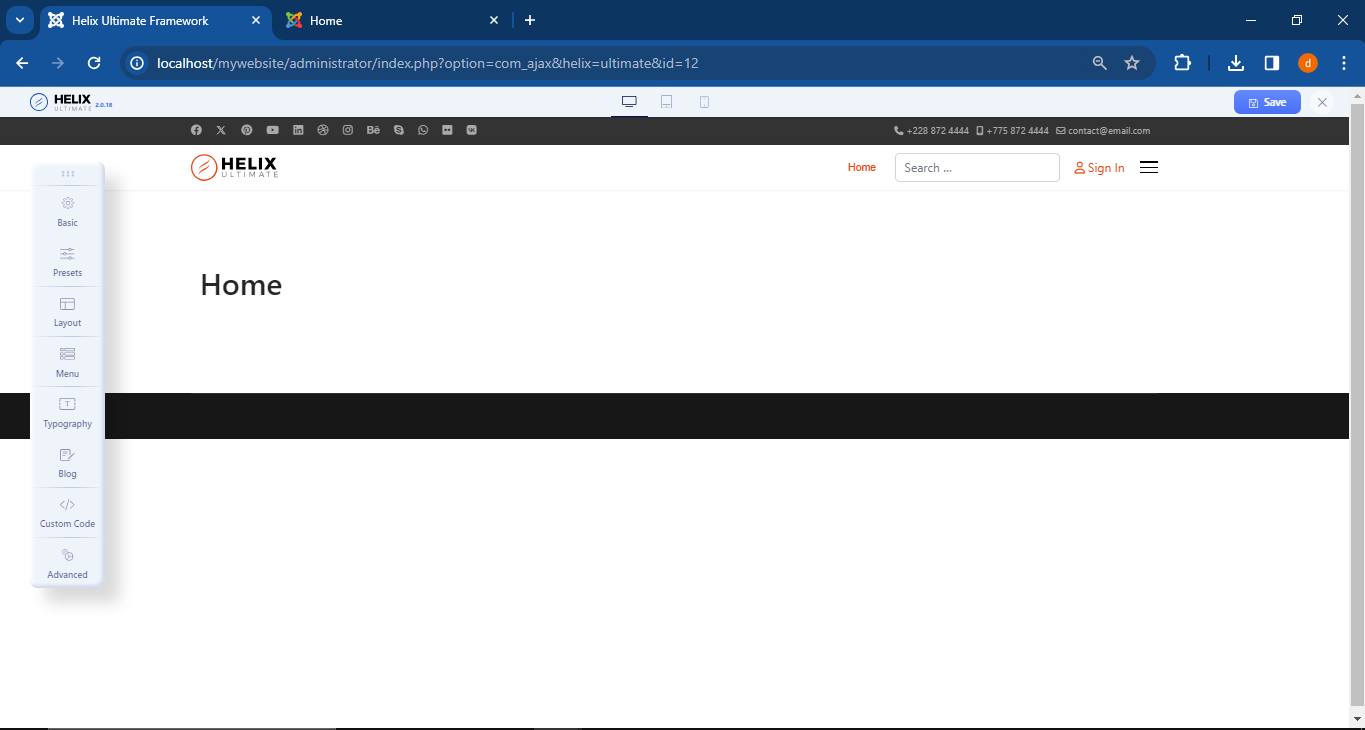 Helix Ultimate Framework
Home
localhost/mywebsite/administrator/index.php?option=com_ajax&helix=ultimate&id=12
d
HELIX
ULTIMATE 2.0.18
Save
Bē
+228 872 4444 +775 872 4444 contact@email.com
HELIX
ULTIMATE
Home
Search ...
Sign In
Basic
Presets
Layout
Menu
T
Typography
Blog
Custom Code
Advanced
Home